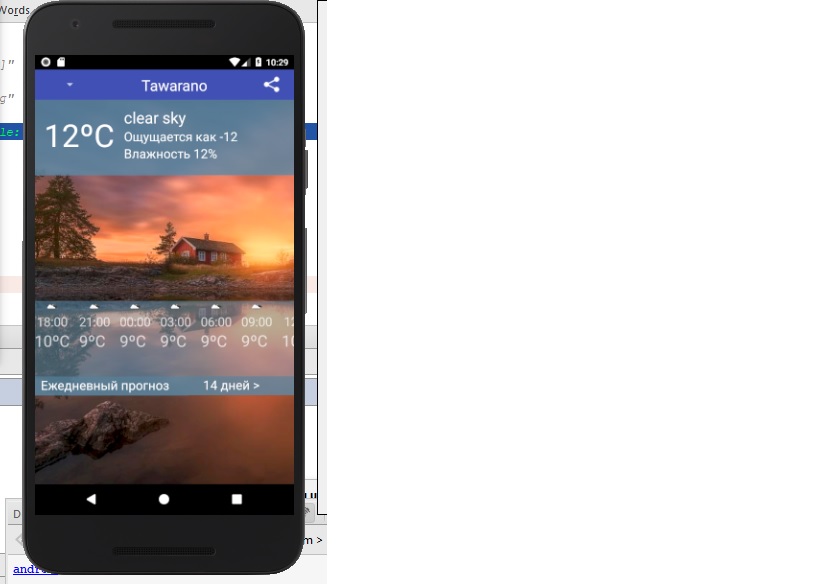 Words
]"
10:29
Tawarano
g"
12ºC
clear sky
Ощущается как -12
Влажность 12%
le:
18:00 21:00 00:00 03:00 06:00 09:00 12
10ºC 9ºC 9ºC 9ºC 9ºC 9ºC 10
Ежедневный прогноз 14 дней >
D
m >
andr